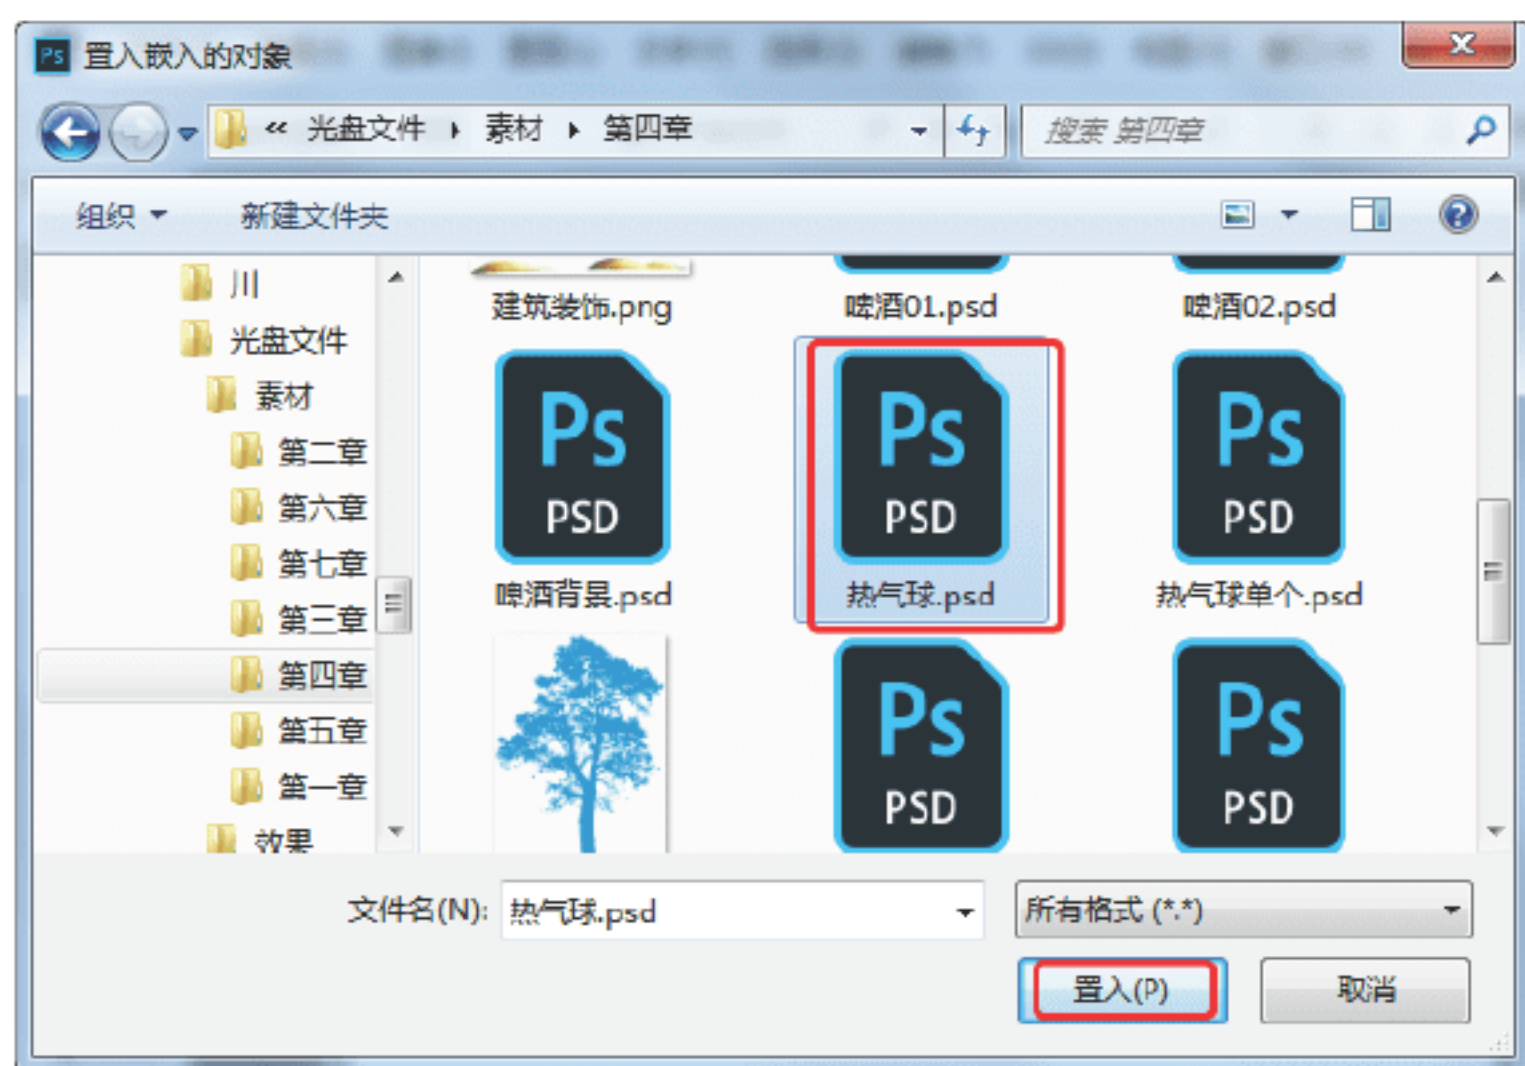 Ps 置入嵌入的对象
« 光盘文件 素材 第四章
搜索 第四章
组织 新建文件夹
川
光盘文件
素材
第二章
第六章
第七章
第三章
第四章
第五章
第一章
效果
建筑装饰.png
啤酒01.psd
啤酒02.psd
Ps
PSD
啤酒背景.psd
Ps
PSD
热气球.psd
Ps
PSD
热气球单个.psd
Ps
PSD
Ps
PSD
文件名(N): 热气球.psd
所有格式 (*.*)
置入(P)
取消